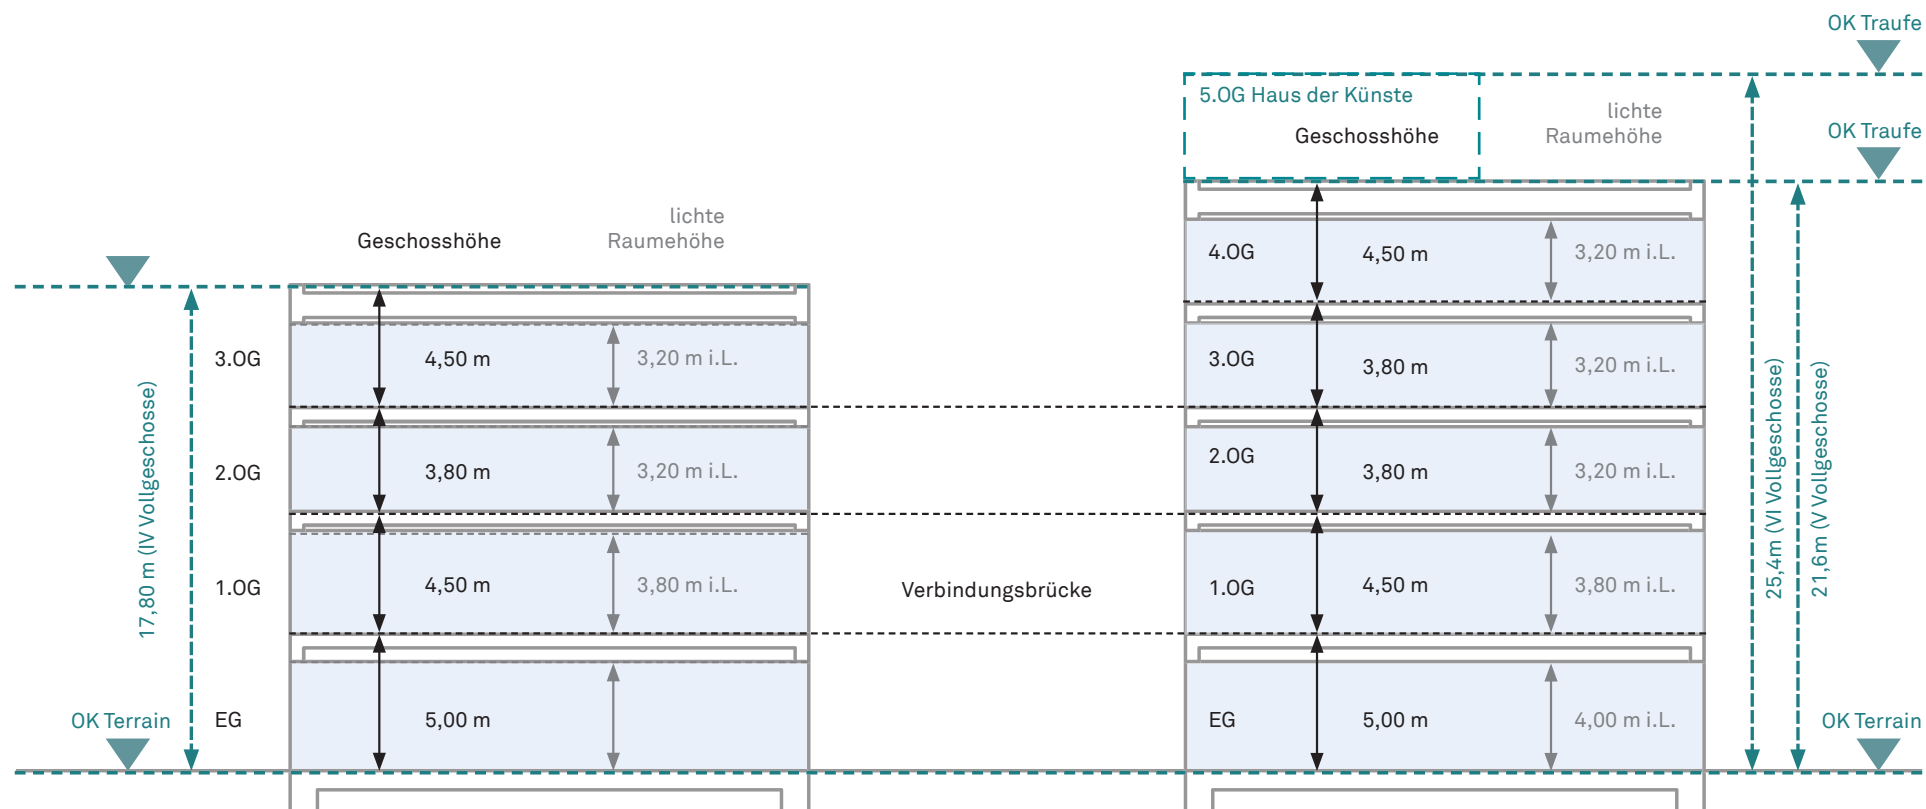 OK Traufe
5.OG Haus der Künste
lichte
Geschosshöhe
Raumehöhe
OK Traufe
lichte
Geschosshöhe
Raumehöhe
4.OG
4,50 m
3,20 m i.L.
3.OG
4,50 m
3,20 m i.L.
3.OG
3,80 m
3,20 m i.L.
2.OG
3,80 m
3,20 m i.L.
2.OG
3,80 m
3,20 m i.L.
17,80 m (IV Vollgeschosse)
25,4m (VI Vollgeschosse)
21,6m (V Vollgeschosse)
1.OG
4,50 m
3,80 m i.L.
Verbindungsbrücke
1.OG
4,50 m
3,80 m i.L.
OK Terrain
EG
5,00 m
EG
5,00 m
4,00 m i.L.
OK Terrain